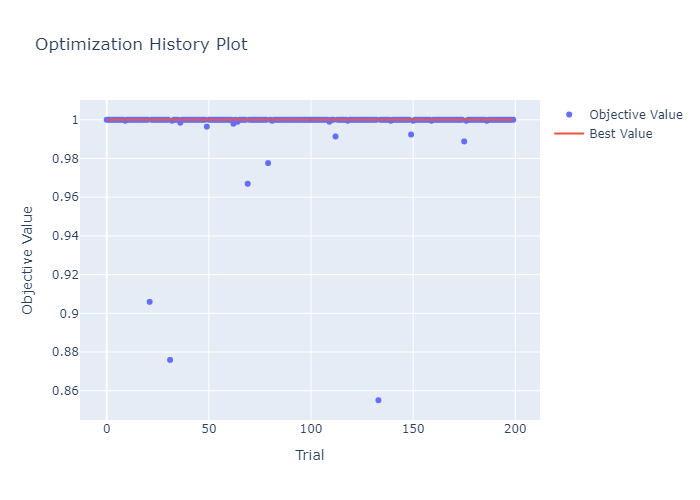 Optimization History Plot
Objective Value
Best Value
1
0.98
0.96
0.94
0.92
0.9
0.88
0.86
Objective Value
0
50
100
150
200
Trial